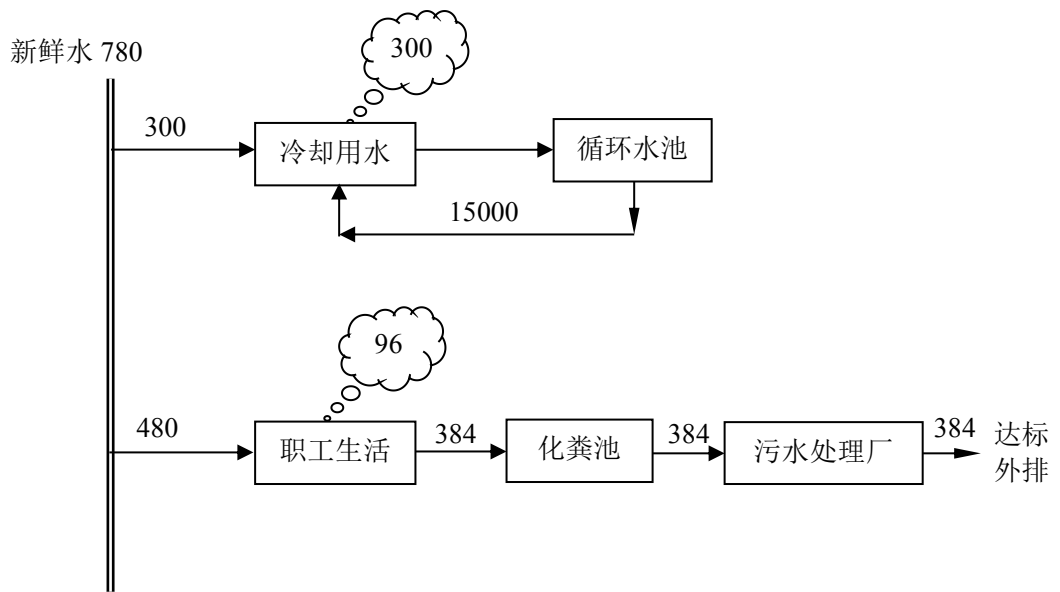 300
新鲜水 780
300
冷却用水
循环水池
15000
96
480
职工生活
384
化粪池
384
污水处理厂
384
达标
外排